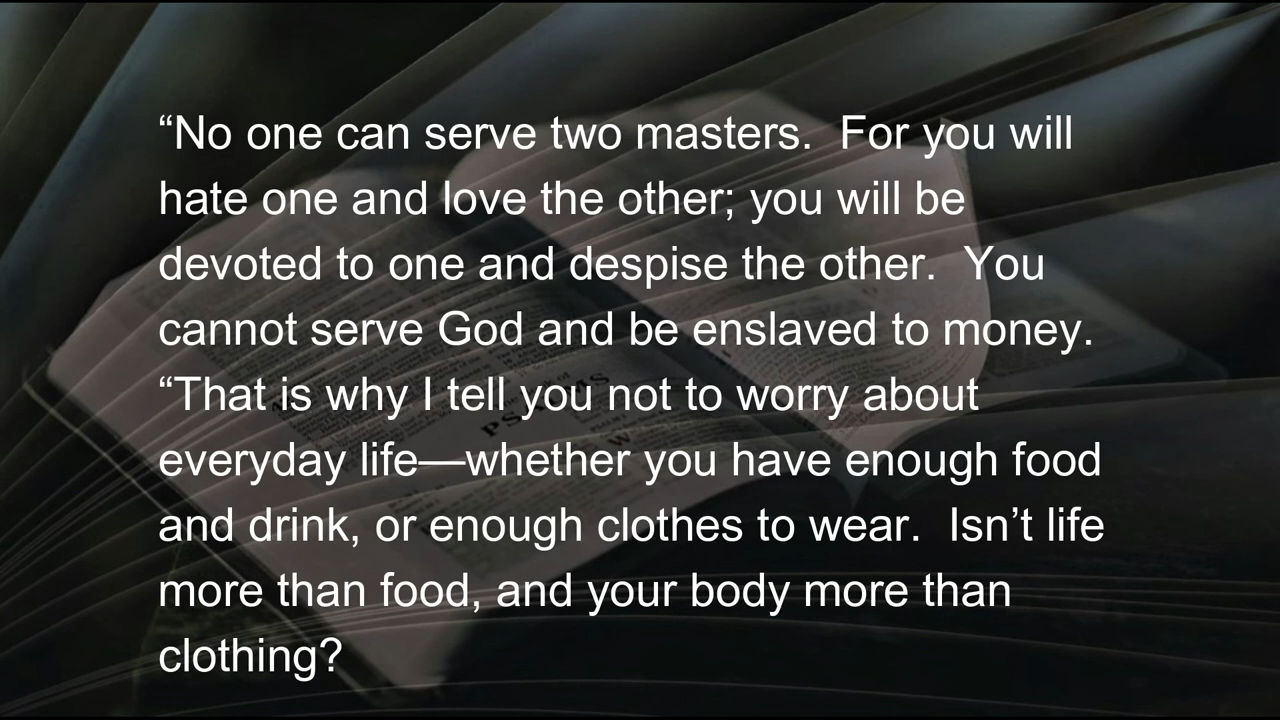 “No one can serve two masters.  For you will
hate one and love the other; you will be
devoted to one and despise the other.  You
cannot serve God and be enslaved to money.
“That is why I tell you not to worry about
everyday life—whether you have enough food
and drink, or enough clothes to wear.  Isn’t life
more than food, and your body more than
clothing?
PSALMS